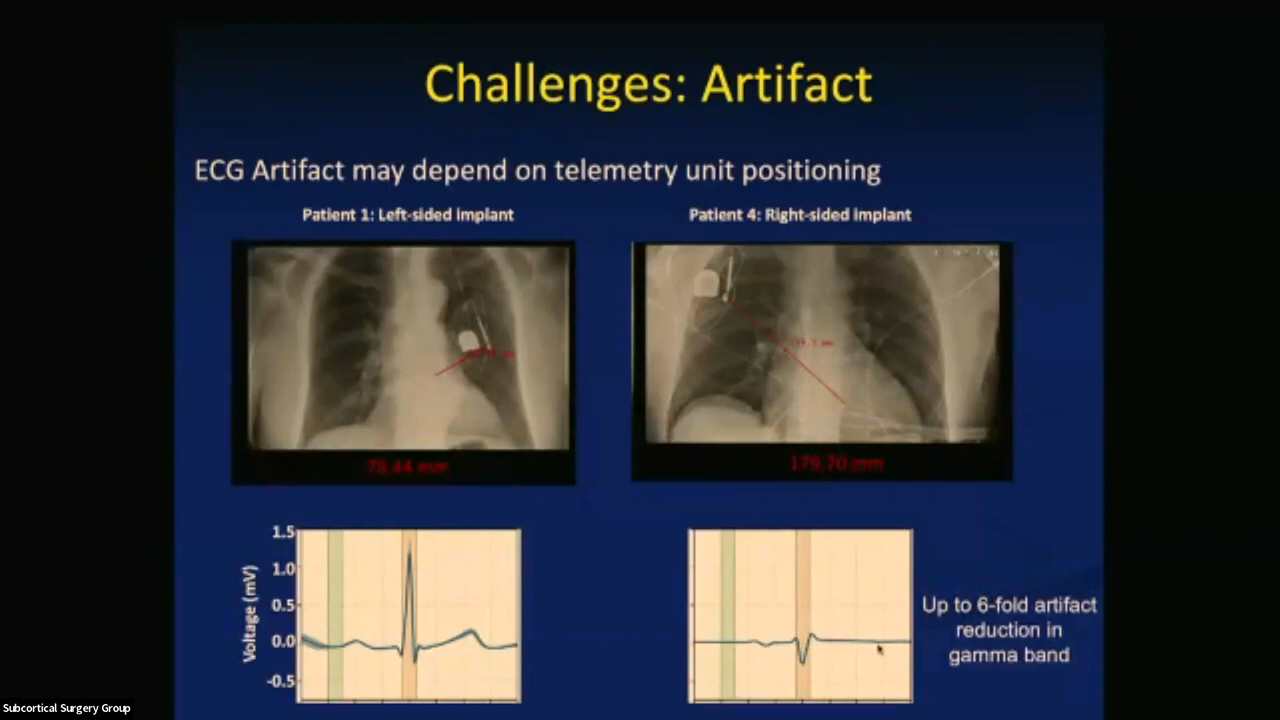 Challenges: Artifact
ECG Artifact may depend on telemetry unit positioning
Patient 1: Left-sided implant
Patient 4: Right-sided implant
73.44 mm
179.70 mm
Voltage (mV)
1.5
1.0
0.5
0.0
-0.5
Up to 6-fold artifact
reduction in
gamma band
Subcortical Surgery Group